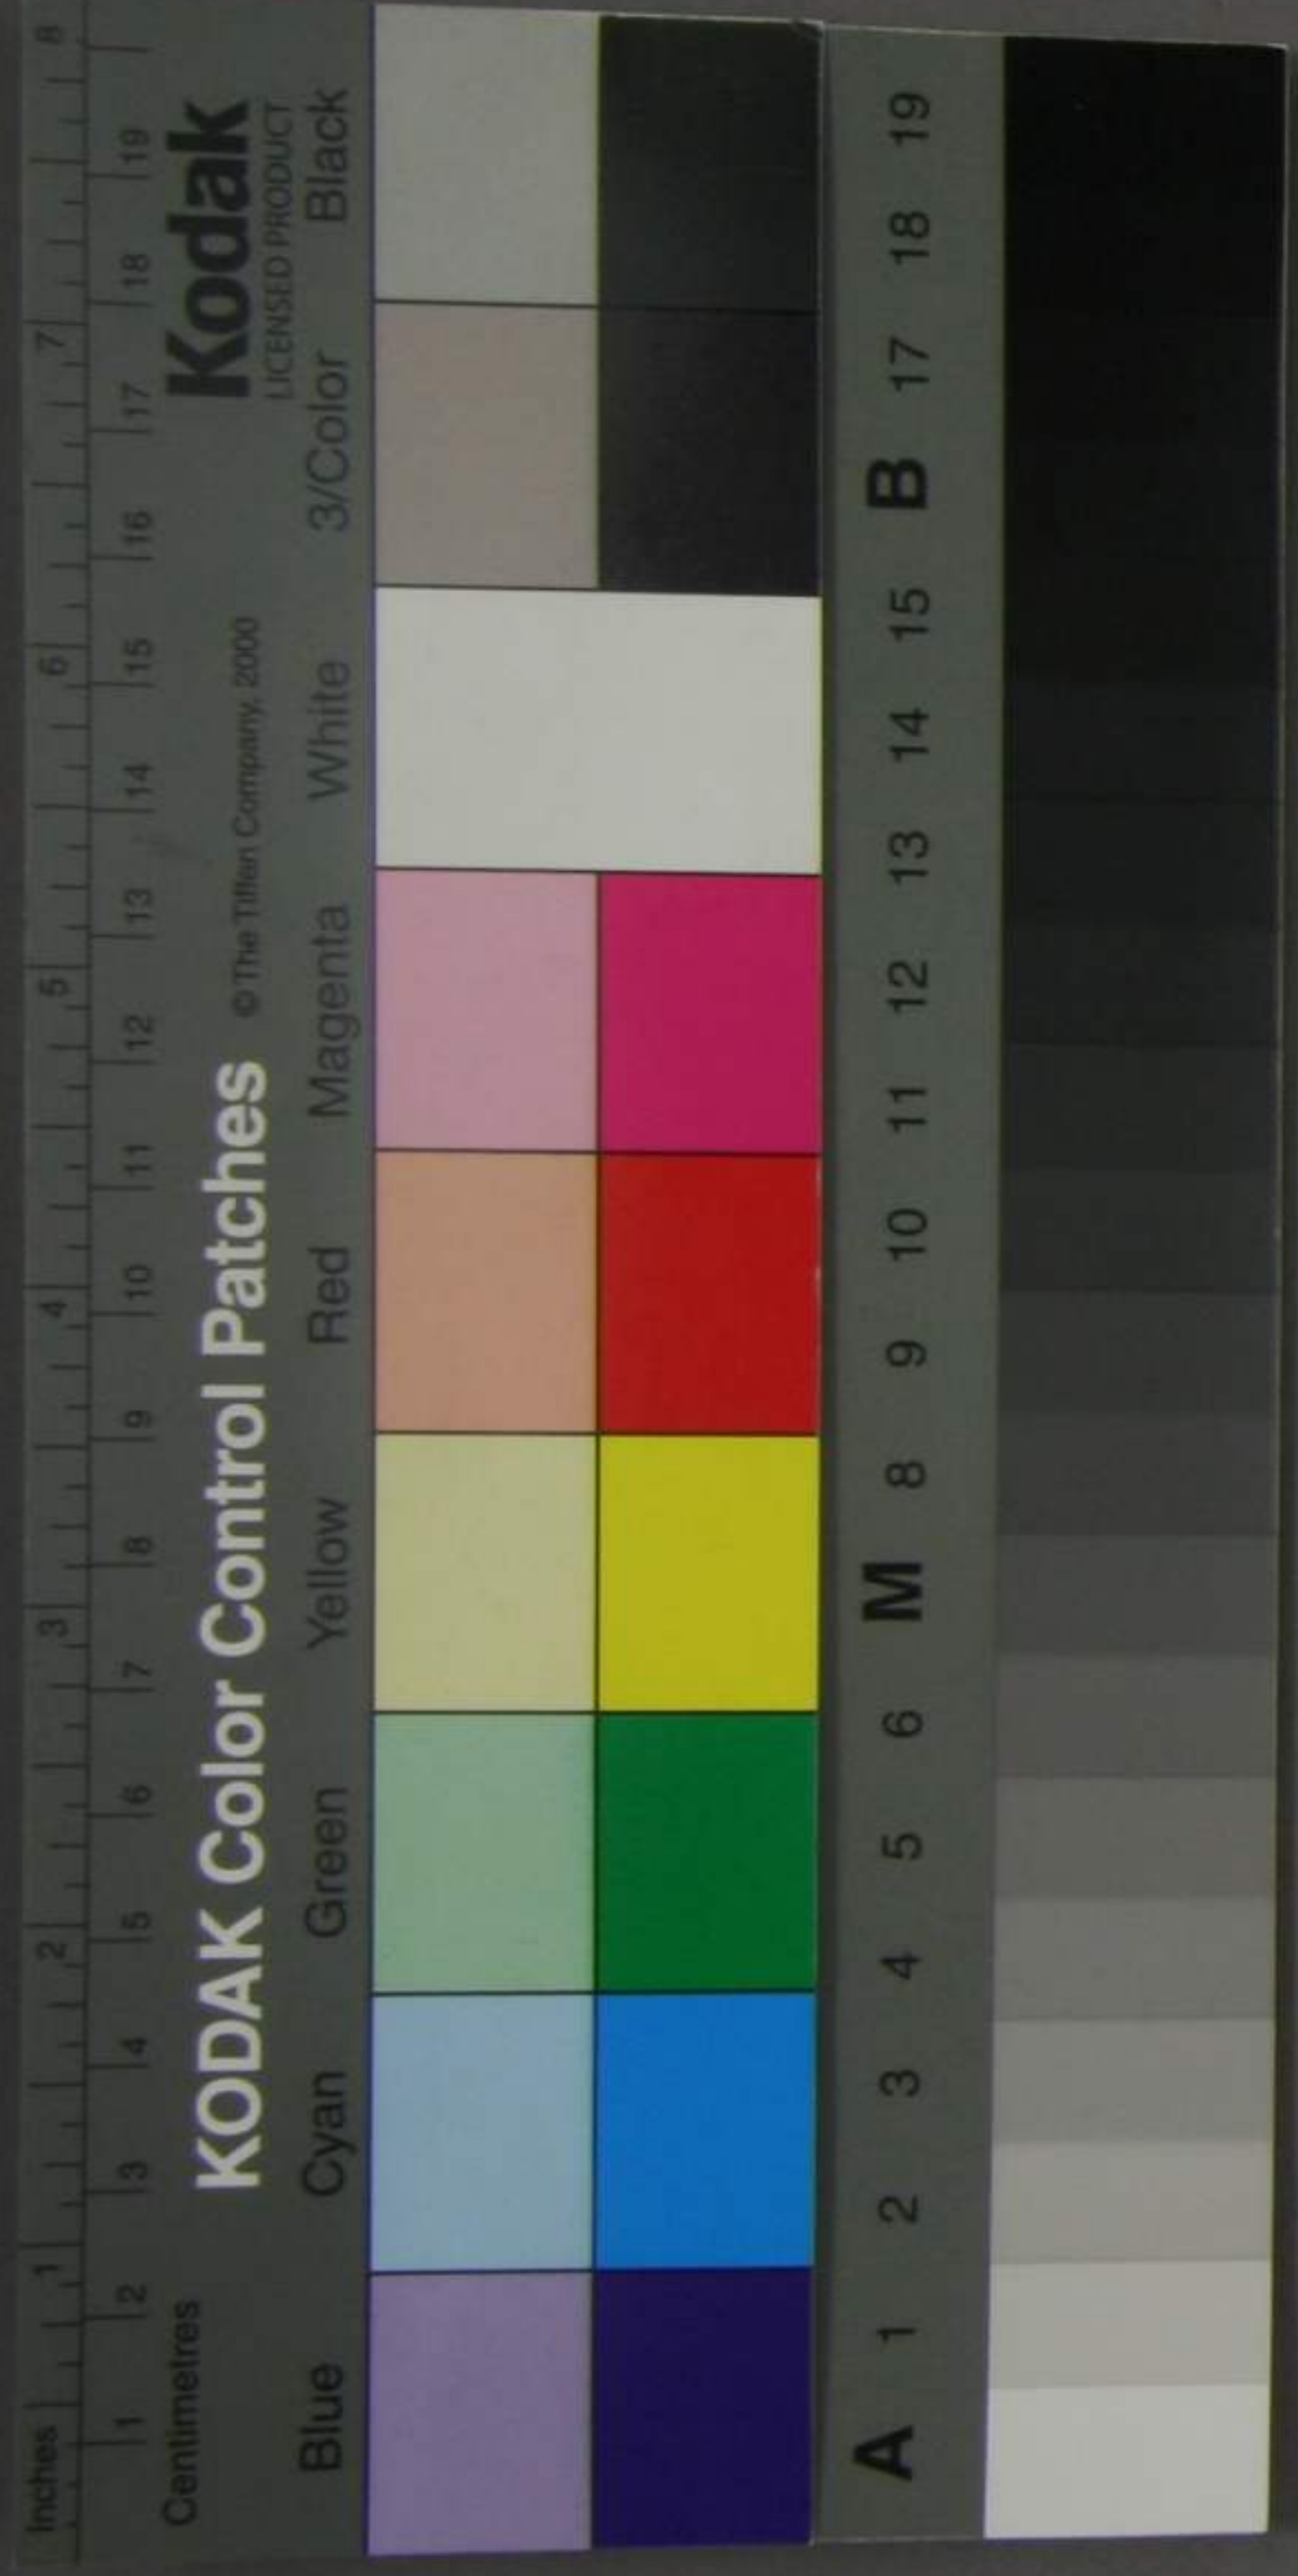 Inches 1 2 3 4 5 6 7 8
1 2 3 4 5 6 7 8 9 10 11 12 13 14 15 16 17 18 19
Centimetres
KODAK Color Control Patches © The Tiffen Company, 2000
Kodak
LICENSED PRODUCT
Blue Cyan Green Yellow Red Magenta White 3/Color Black
A 1 2 3 4 5 6 M 8 9 10 11 12 13 14 15 B 17 18 19